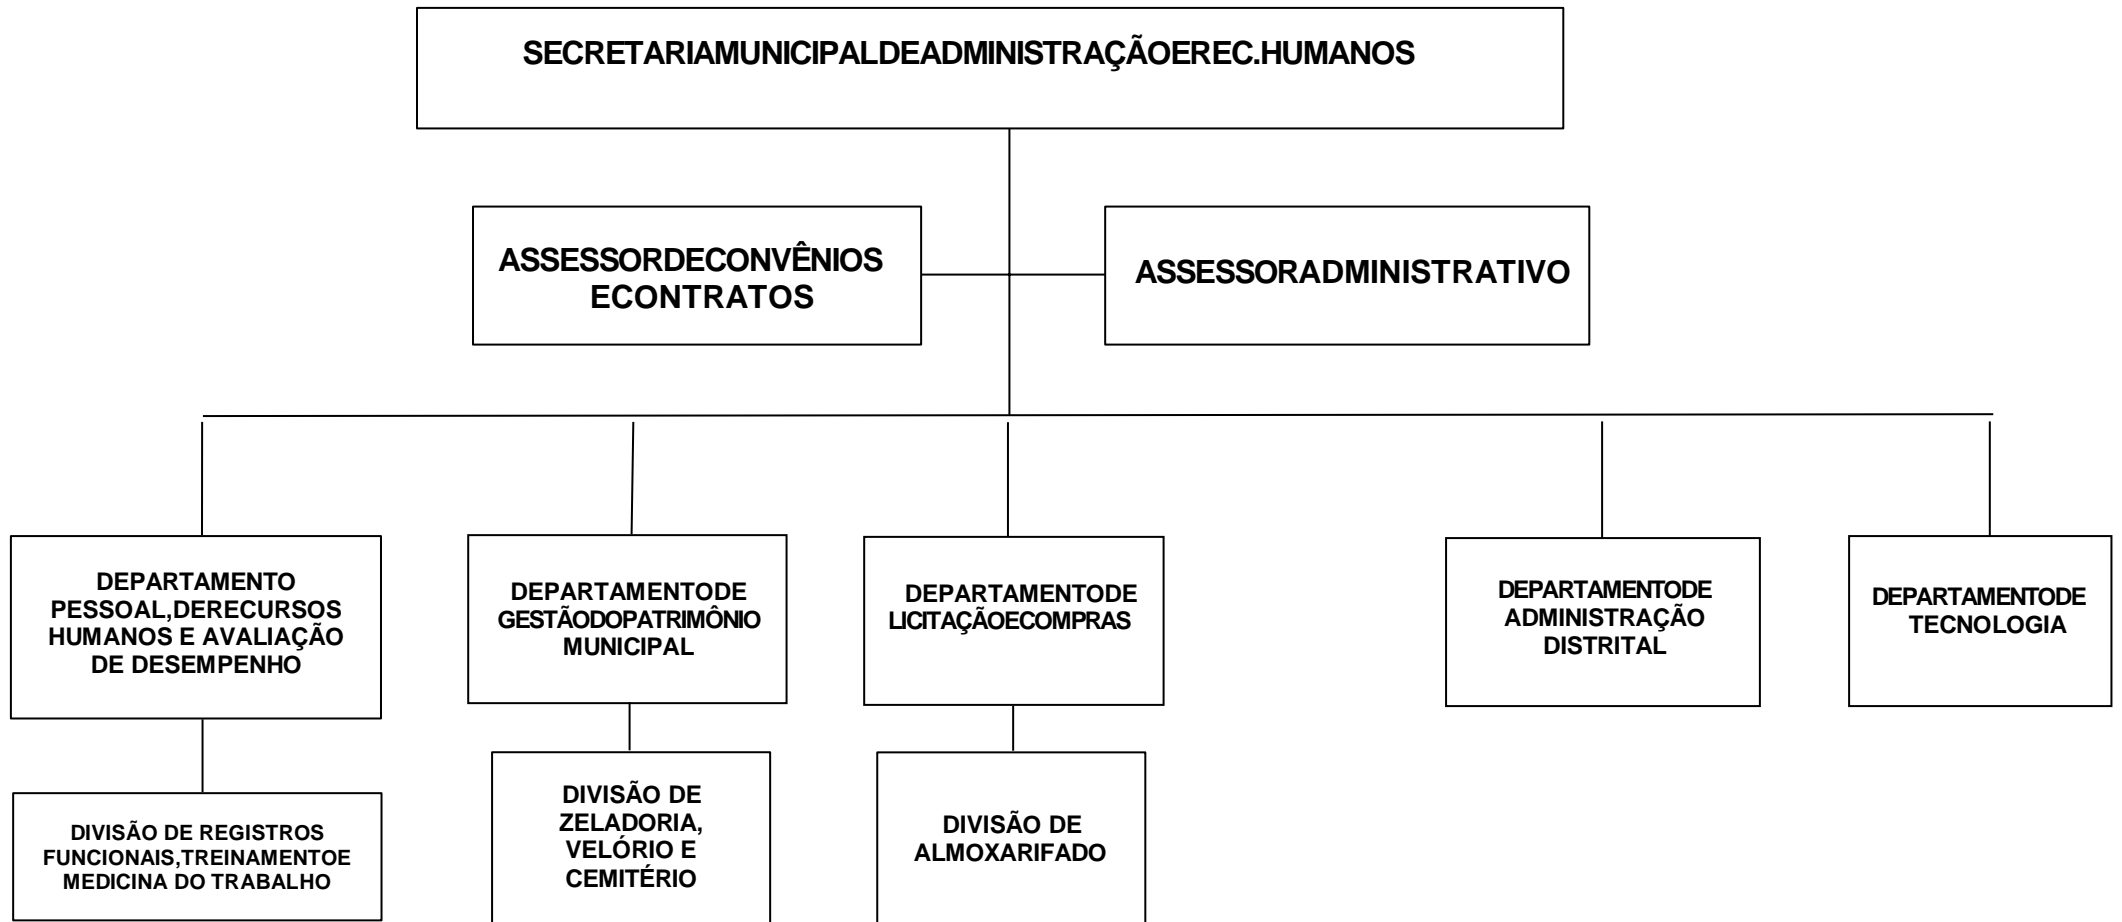 SECRETARIAMUNICIPALDEADMINISTRAÇÃOEREC.HUMANOS
ASSESSORDECONVÊNIOS
ECONTRATOS
ASSESSORADMINISTRATIVO
DEPARTAMENTO
PESSOAL,DERECURSOS
HUMANOS E AVALIAÇÃO
DE DESEMPENHO
DEPARTAMENTODE
GESTÃODOPATRIMÔNIO
MUNICIPAL
DEPARTAMENTODE
LICITAÇÃOECOMPRAS
DEPARTAMENTODE
ADMINISTRAÇÃO
DISTRITAL
DEPARTAMENTODE
TECNOLOGIA
DIVISÃO DE REGISTROS
FUNCIONAIS,TREINAMENTOE
MEDICINA DO TRABALHO
DIVISÃO DE
ZELADORIA,
VELÓRIO E
CEMITÉRIO
DIVISÃO DE
ALMOXARIFADO